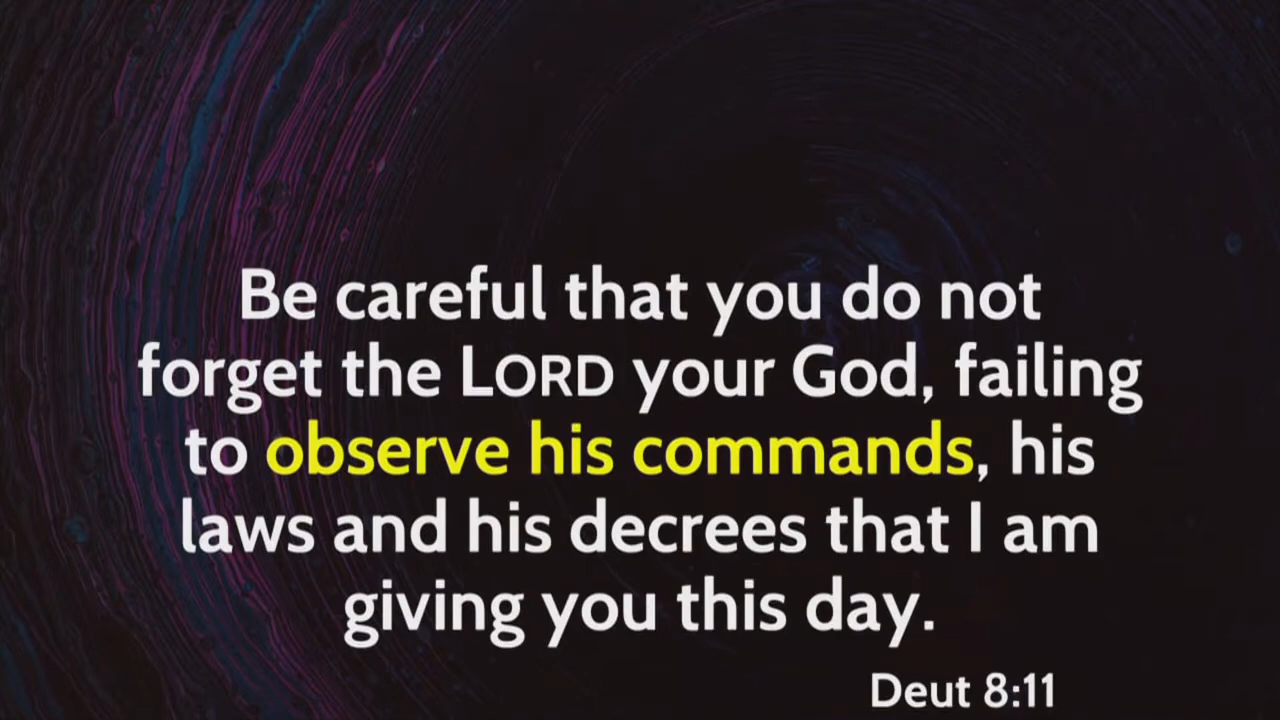 Be careful that you do not
forget the LORD your God, failing
to observe his commands, his
laws and his decrees that I am
giving you this day.
Deut 8:11